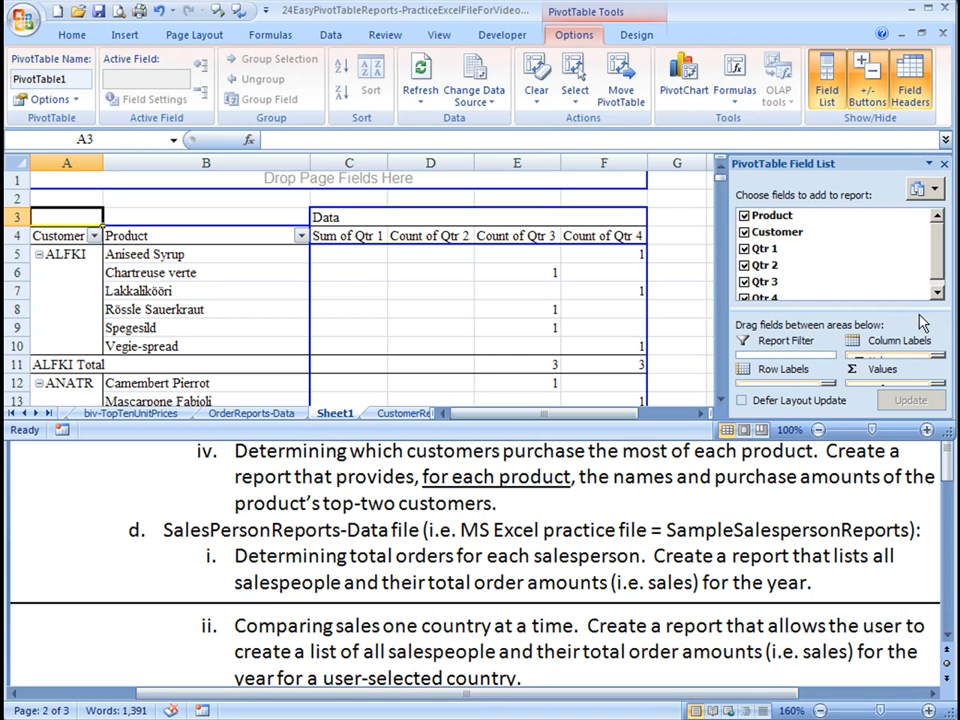 24EasyPivotTableReports-PracticeExcelFileForVideo... PivotTable Tools
Home Insert Page Layout Formulas Data Review View Developer Options Design
PivotTable Name: Active Field: Group Selection
PivotTable1 Ungroup Sort Refresh Change Data Source Clear Select Move PivotTable PivotChart Formulas OLAP tools Field List +/- Buttons Field Headers
Options Field Settings Group Field
PivotTable Active Field Group Sort Data Actions Tools Show/Hide
A3 fx
A B C D E F G PivotTable Field List
1 Drop Page Fields Here
2 Choose fields to add to report:
3 Data Product
4 Customer Product Sum of Qtr 1 Count of Qtr 2 Count of Qtr 3 Count of Qtr 4 Customer
5 ALFKI Aniseed Syrup 1 Qtr 1
6 Chartreuse verte 1 Qtr 2
7 Lakkalikööri 1 Qtr 3
8 Rössle Sauerkraut 1 Qtr 4
9 Spegesild 1 Drag fields between areas below:
10 Vegie-spread 1 Report Filter Column Labels
11 ALFKI Total 3 3 Row Labels Σ Values
12 ANATR Camembert Pierrot 1
13 Mascarpone Fabioli 1 Defer Layout Update Update
biv-TopTenUnitPrices OrderReports-Data Sheet1 CustomerRe
Ready 100%
iv. Determining which customers purchase the most of each product. Create a
report that provides, for each product, the names and purchase amounts of the
product's top-two customers.
d. SalesPersonReports-Data file (i.e. MS Excel practice file = SampleSalespersonReports):
i. Determining total orders for each salesperson. Create a report that lists all
salespeople and their total order amounts (i.e. sales) for the year.
ii. Comparing sales one country at a time. Create a report that allows the user to
create a list of all salespeople and their total order amounts (i.e. sales) for the
year for a user-selected country.
Page: 2 of 3 Words: 1,391 160%